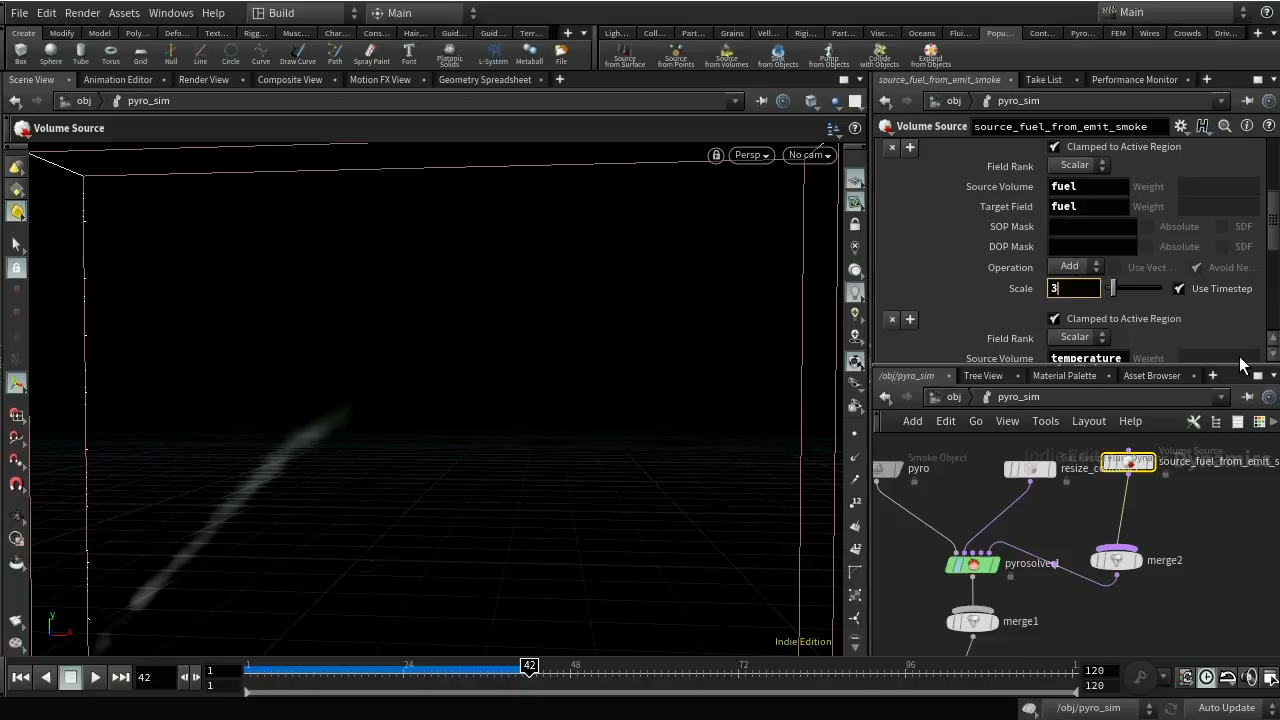 File Edit Render Assets Windows Help Build Main Main
Create Modify Model Poly... Defo... Text... Rigg... Musc... Char... Cons... Hair... Guid... Guid... Terr... Ligh... Coll... Part... Grains Vell... Rigi... Part... Visc... Oceans Flui... Popu... Cont... Pyro... FEM Wires Crowds Driv...
Box Sphere Tube Torus Grid Null Line Circle Curve Draw Curve Path Spray Paint Font Platonic Solids L-System Metaball File Source from Surface Source from Points Source from Volumes Sink from Objects Pump from Objects Collide with Objects Expand from Objects
Scene View Animation Editor Render View Composite View Motion FX View Geometry Spreadsheet source_fuel_from_emit_smoke Take List Performance Monitor
obj pyro_sim obj pyro_sim
Volume Source Volume Source source_fuel_from_emit_smoke
Persp No cam Clamped to Active Region
Field Rank Scalar
Source Volume fuel Weight
Target Field fuel Weight
SOP Mask Absolute SDF
DOP Mask Absolute SDF
Operation Add Use Vect... Avoid Ne...
Scale 3 Use Timestep
Clamped to Active Region
Field Rank Scalar
Source Volume temperature Weight
/obj/pyro_sim Tree View Material Palette Asset Browser
obj pyro_sim
Add Edit Go View Tools Layout Help
Smoke Object Volume Source
pyro source_fuel_from_emit_s
pyrosolver1 merge2
merge1
y
x
Indie Edition
42 1 1 24 42 48 72 96 1 120
1 120
/obj/pyro_sim Auto Update